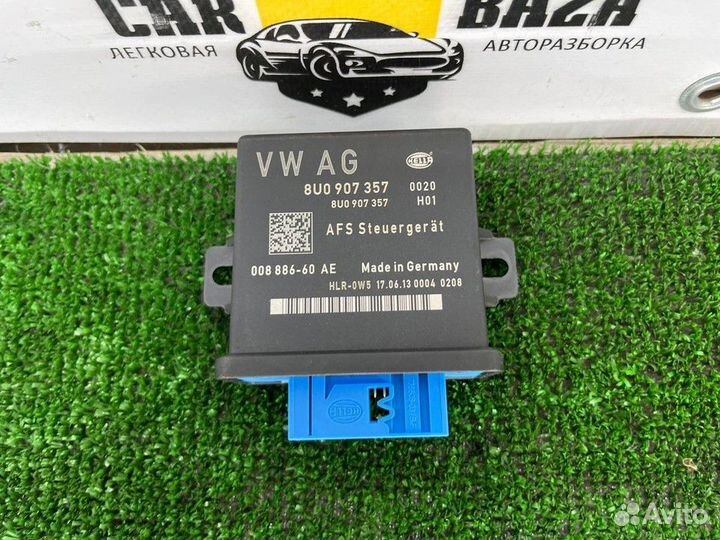 CAR BAZA
ЛЕГКОВАЯ АВТОРАЗБОРКА
VW AG
HELLA
8U0 907 357 0020
8U0 907 357 H01
AFS Steuergerät
008 886-60 AE Made in Germany
HLR-0W5 17.06.13 0004 0208
HELLA
Avito